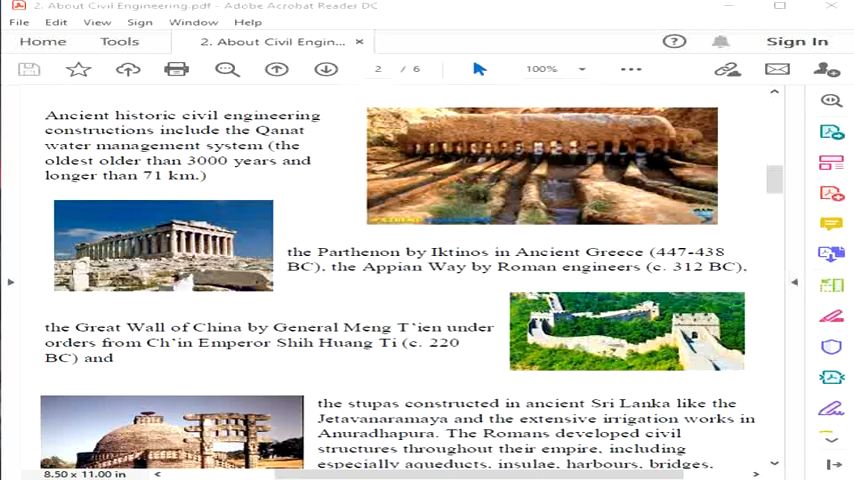 2. About Civil Engineering.pdf - Adobe Acrobat Reader DC
File Edit View Sign Window Help
Home Tools 2. About Civil Engin... × Sign In
2 / 6 100%
Ancient historic civil engineering
constructions include the Qanat
water management system (the
oldest older than 3000 years and
longer than 71 km.)
the Parthenon by Iktinos in Ancient Greece (447-438
BC), the Appian Way by Roman engineers (c. 312 BC),
the Great Wall of China by General Meng T'ien under
orders from Ch'in Emperor Shih Huang Ti (c. 220
BC) and
the stupas constructed in ancient Sri Lanka like the
Jetavanaramaya and the extensive irrigation works in
Anuradhapura. The Romans developed civil
structures throughout their empire, including
especially aqueducts, insulae, harbours, bridges,
8.50 x 11.00 in